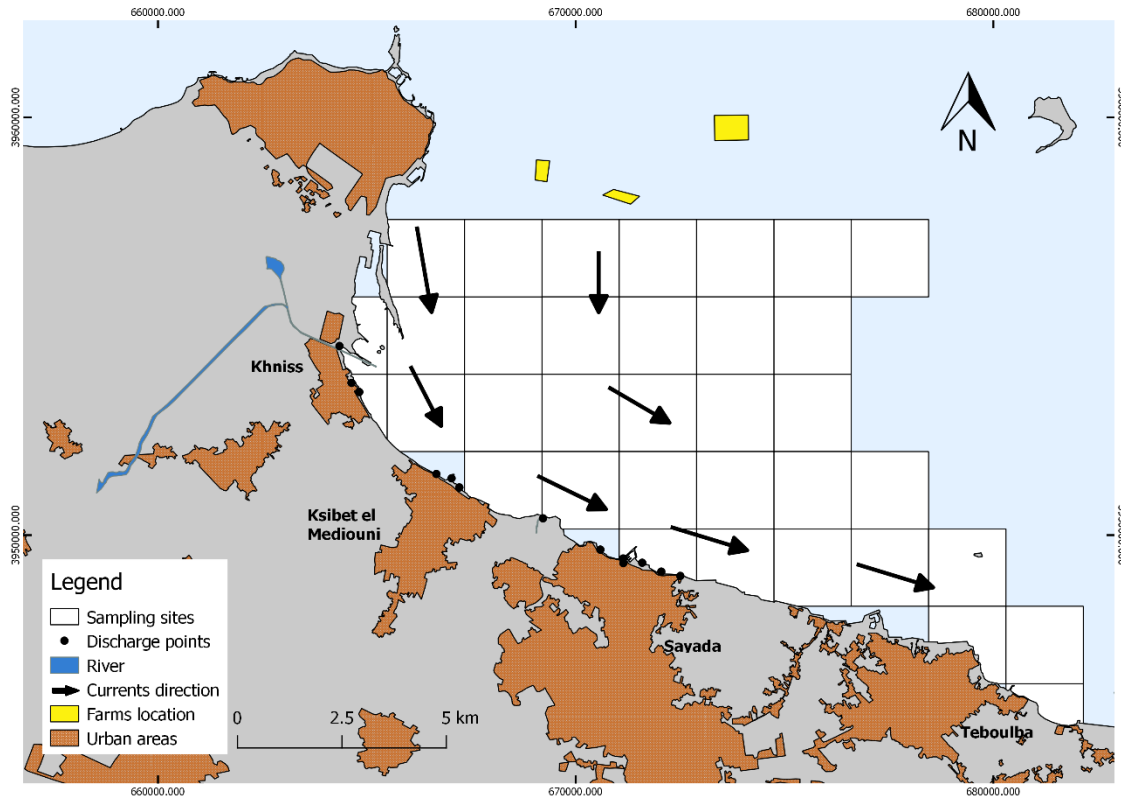 660000.000
670000.000
680000.000
3960000.000
N
Khniss
Ksibet el
Mediouni
3950000.000
Sayada
Teboulba
Legend
Sampling sites
Discharge points
River
Currents direction
Farms location
Urban areas
0
2.5
5 km
660000.000
670000.000
680000.000